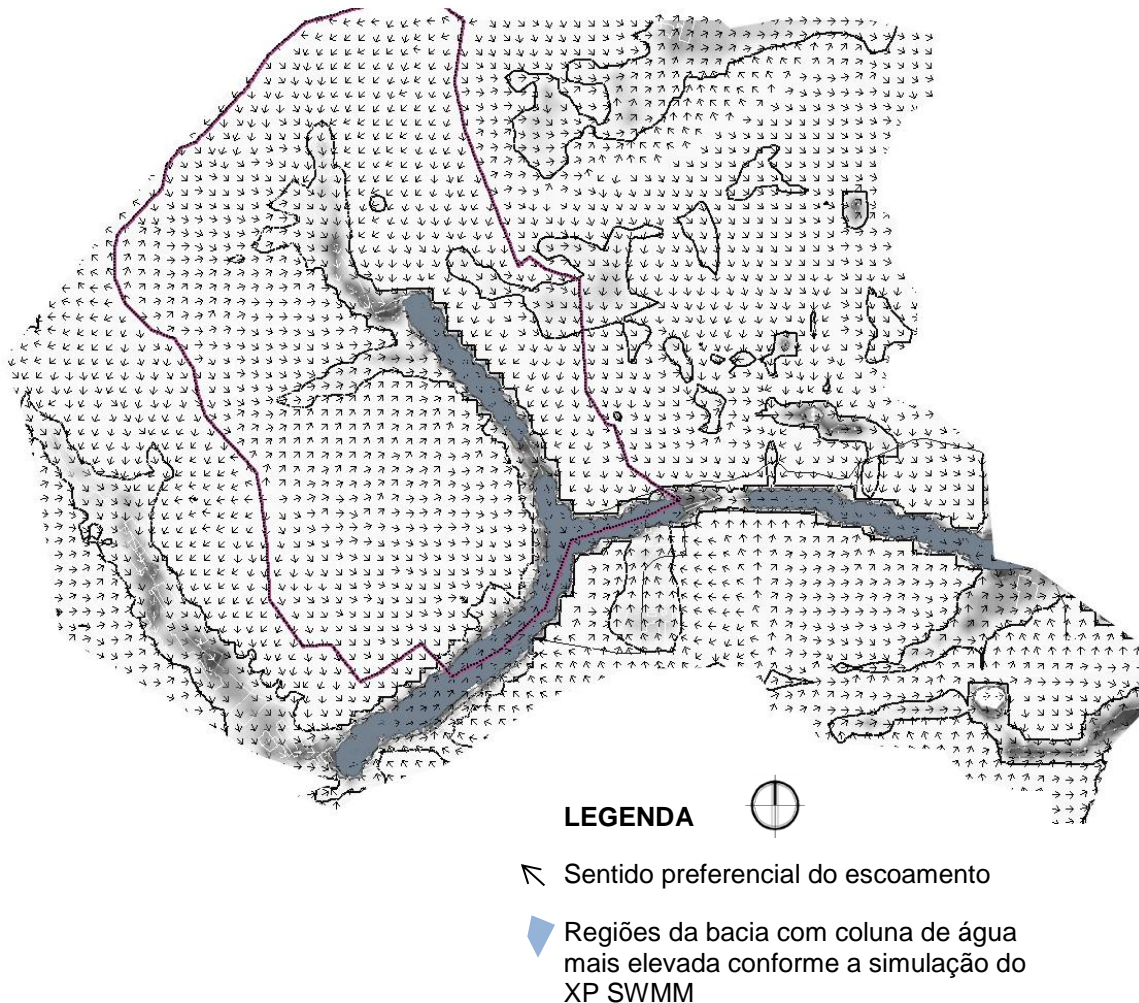 LEGENDA
Sentido preferencial do escoamento
Regiões da bacia com coluna de água
mais elevada conforme a simulação do
XP SWMM